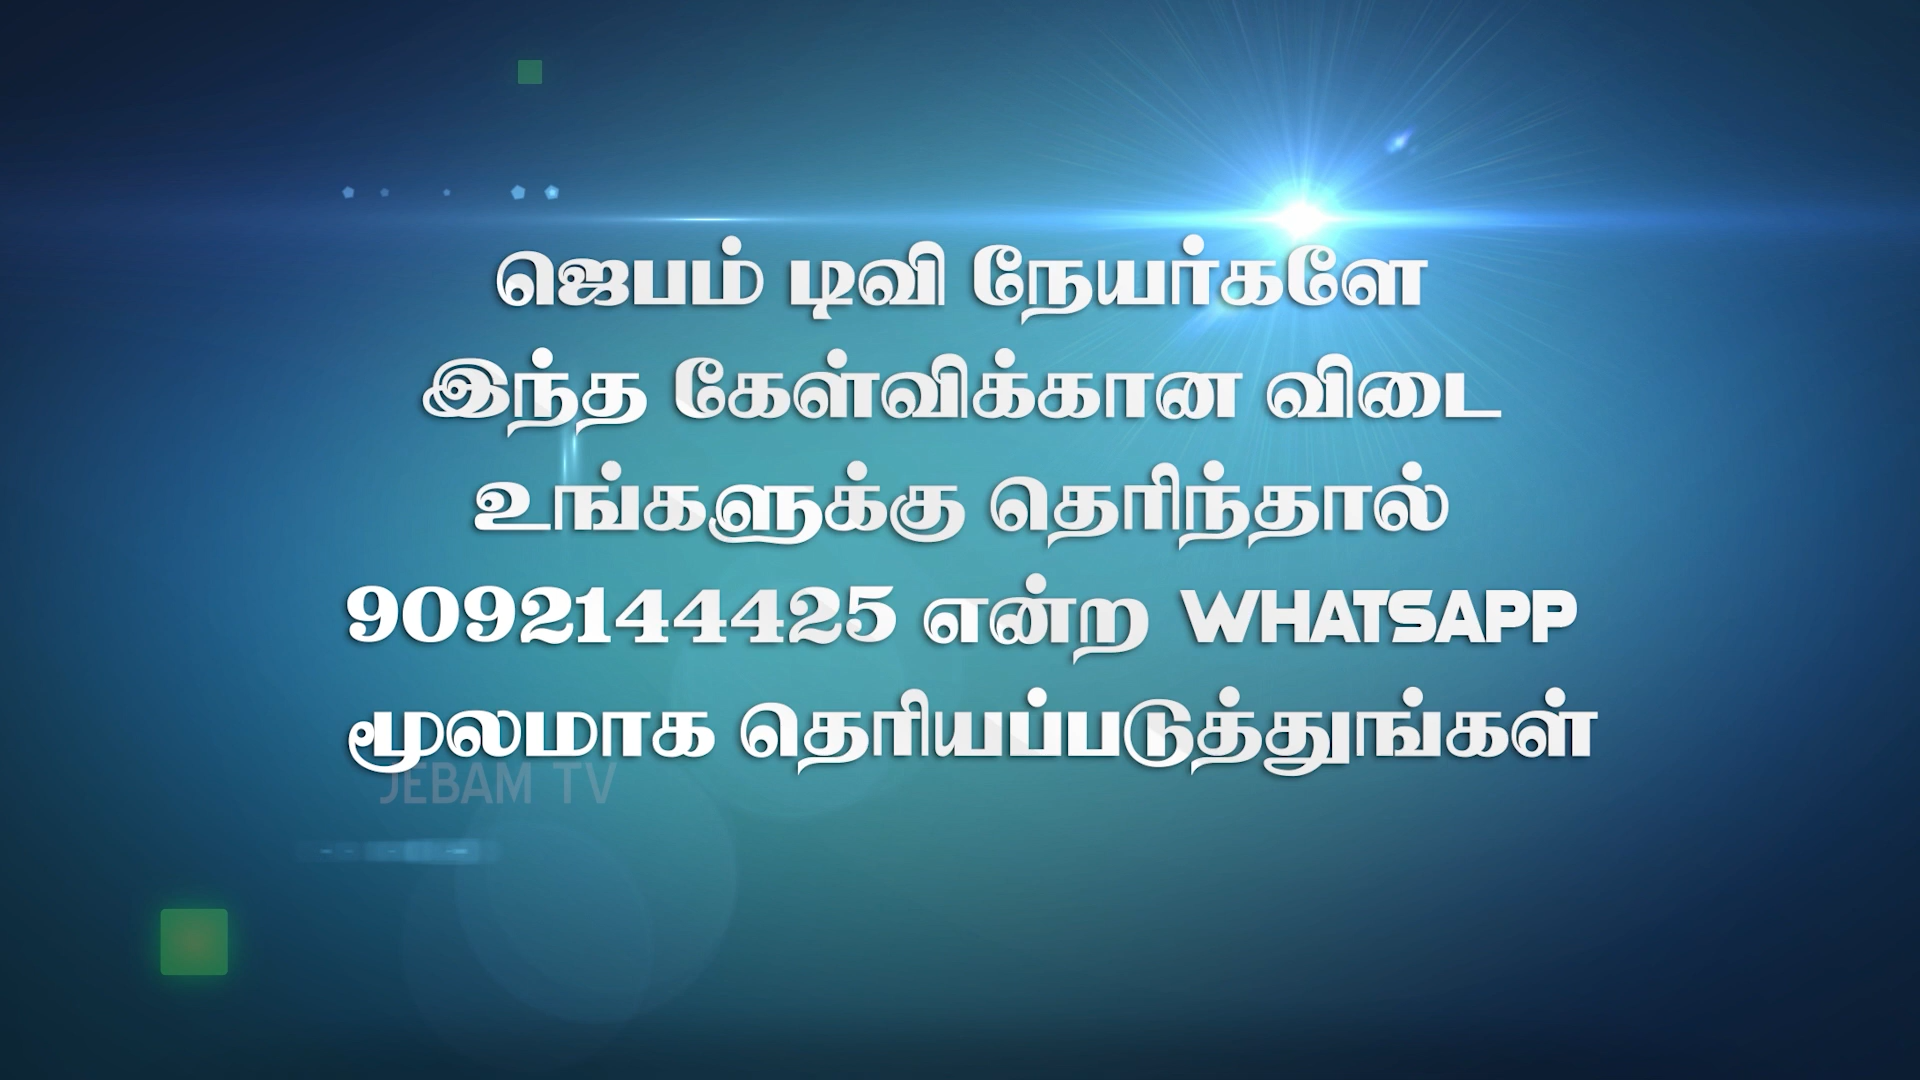 ஜெபம் டிவி நேயர்களே
இந்த கேள்விக்கான விடை
உங்களுக்கு தெரிந்தால்
9092144425 என்ற WHATSAPP
மூலமாக தெரியப்படுத்துங்கள்
JEBAM TV